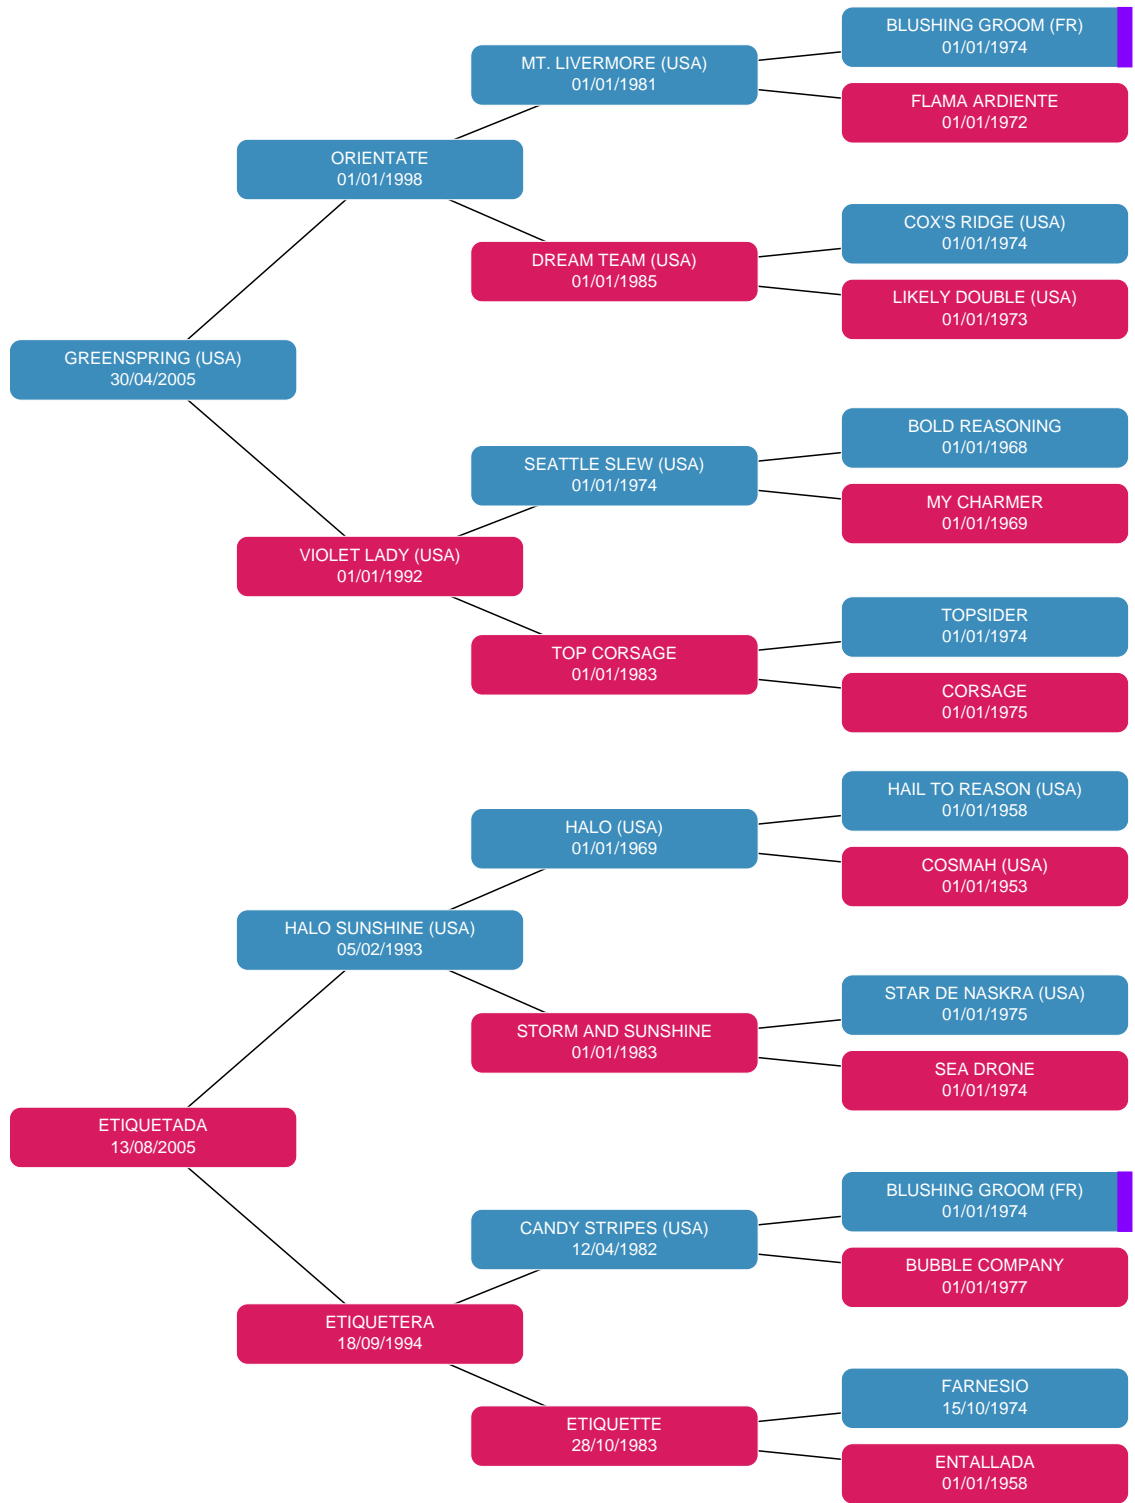 BLUSHING GROOM (FR)
01/01/1974
MT. LIVERMORE (USA)
01/01/1981
FLAMA ARDIENTE
01/01/1972
ORIENTATE
01/01/1998
COX'S RIDGE (USA)
01/01/1974
DREAM TEAM (USA)
01/01/1985
LIKELY DOUBLE (USA)
01/01/1973
GREENSPRING (USA)
30/04/2005
BOLD REASONING
01/01/1968
SEATTLE SLEW (USA)
01/01/1974
MY CHARMER
01/01/1969
VIOLET LADY (USA)
01/01/1992
TOPSIDER
01/01/1974
TOP CORSAGE
01/01/1983
CORSAGE
01/01/1975
HAIL TO REASON (USA)
01/01/1958
HALO (USA)
01/01/1969
COSMAH (USA)
01/01/1953
HALO SUNSHINE (USA)
05/02/1993
STAR DE NASKRA (USA)
01/01/1975
STORM AND SUNSHINE
01/01/1983
SEA DRONE
01/01/1974
ETIQUETADA
13/08/2005
BLUSHING GROOM (FR)
01/01/1974
CANDY STRIPES (USA)
12/04/1982
BUBBLE COMPANY
01/01/1977
ETIQUETERA
18/09/1994
FARNESIO
15/10/1974
ETIQUETTE
28/10/1983
ENTALLADA
01/01/1958